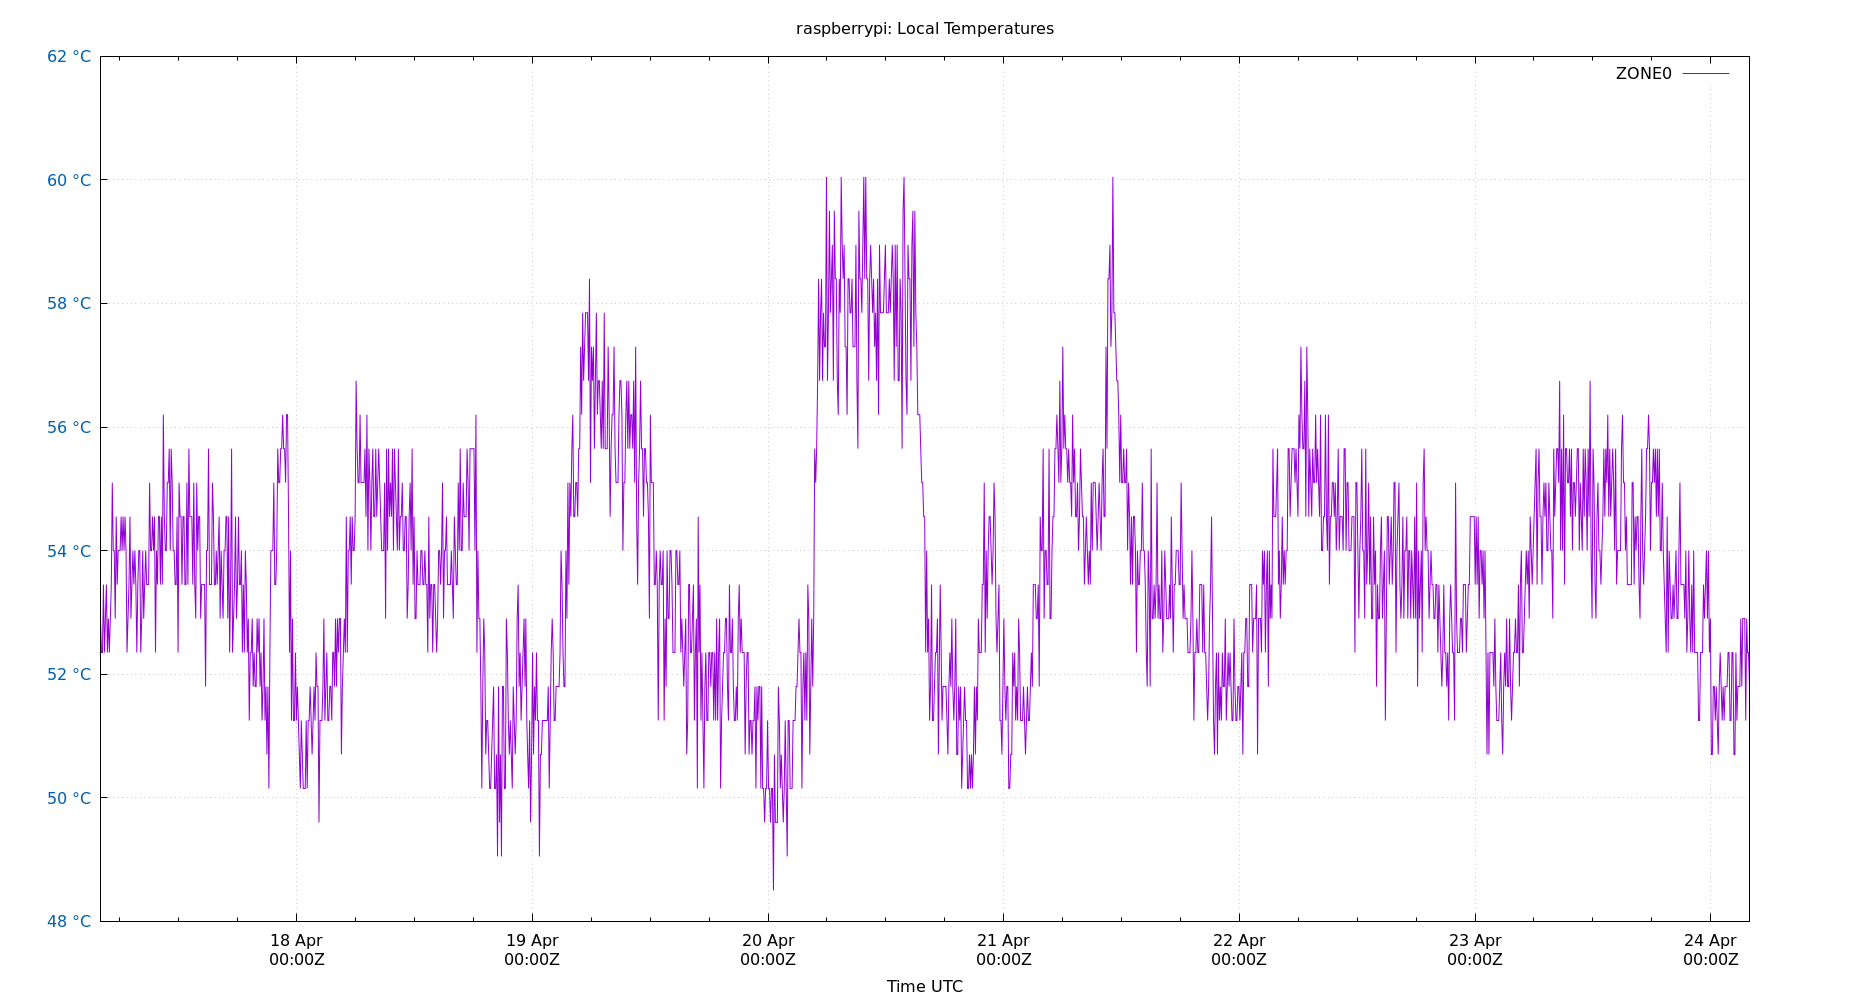 raspberrypi: Local Temperatures
62 °C
ZONE0
60 °C
58 °C
56 °C
54 °C
52 °C
50 °C
48 °C
18 Apr 19 Apr 20 Apr 21 Apr 22 Apr 23 Apr 24 Apr
00:00Z 00:00Z 00:00Z 00:00Z 00:00Z 00:00Z 00:00Z
Time UTC